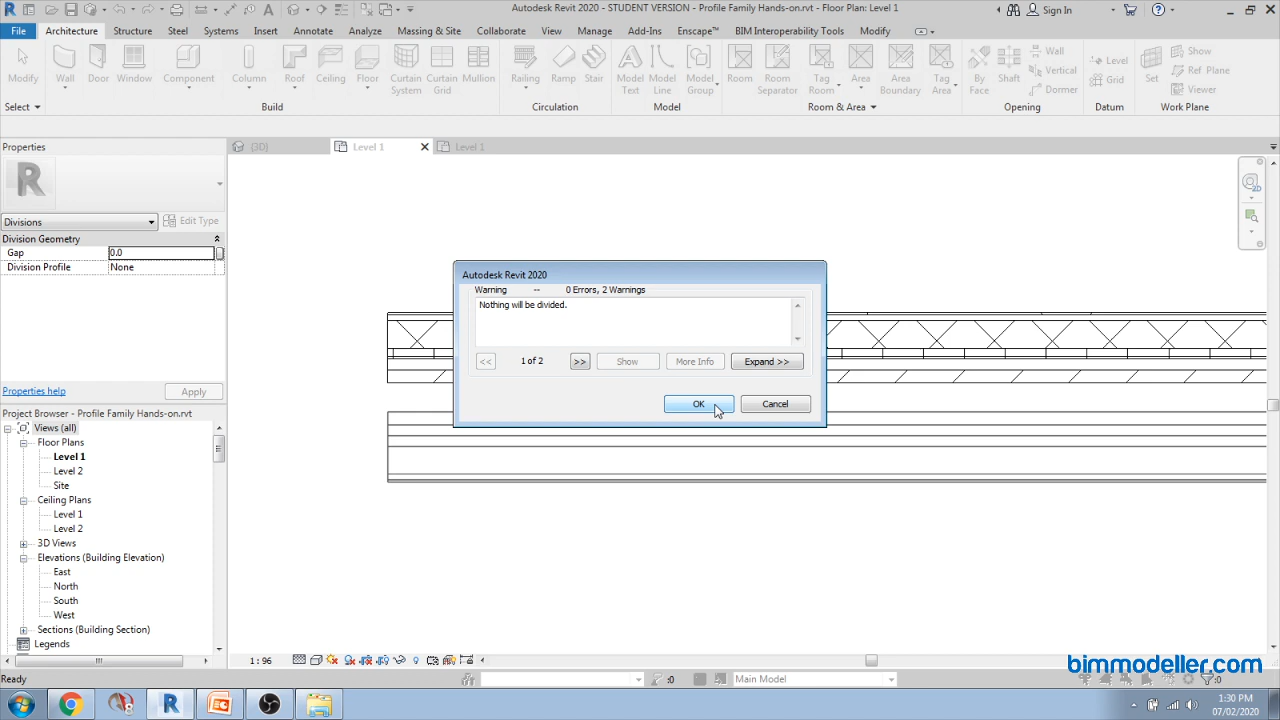 Autodesk Revit 2020 - STUDENT VERSION - Profile Family Hands-on.rvt - Floor Plan: Level 1
Sign In
File Architecture Structure Steel Systems Insert Annotate Analyze Massing & Site Collaborate View Manage Add-Ins Enscape™ BIM Interoperability Tools Modify
Modify Wall Door Window Component Column Roof Ceiling Floor Curtain System Curtain Grid Mullion Railing Ramp Stair Model Text Model Line Model Group Room Room Separator Tag Room Area Area Boundary Tag Area By Face Shaft Wall Vertical Dormer Level Grid Set Show Ref Plane Viewer
Select Build Circulation Model Room & Area Opening Datum Work Plane
Properties
{3D} Level 1 Level 1
Divisions Edit Type
Division Geometry
Gap 0.0
Division Profile None
Properties help Apply
Autodesk Revit 2020
Warning -- 0 Errors, 2 Warnings
Nothing will be divided.
<< 1 of 2 >> Show More Info Expand >>
OK Cancel
Project Browser - Profile Family Hands-on.rvt
Views (all)
Floor Plans
Level 1
Level 2
Site
Ceiling Plans
Level 1
Level 2
3D Views
Elevations (Building Elevation)
East
North
South
West
Sections (Building Section)
Legends
1 : 96
bimmodeller.com
Ready :0 Main Model :0
1:30 PM
07/02/2020